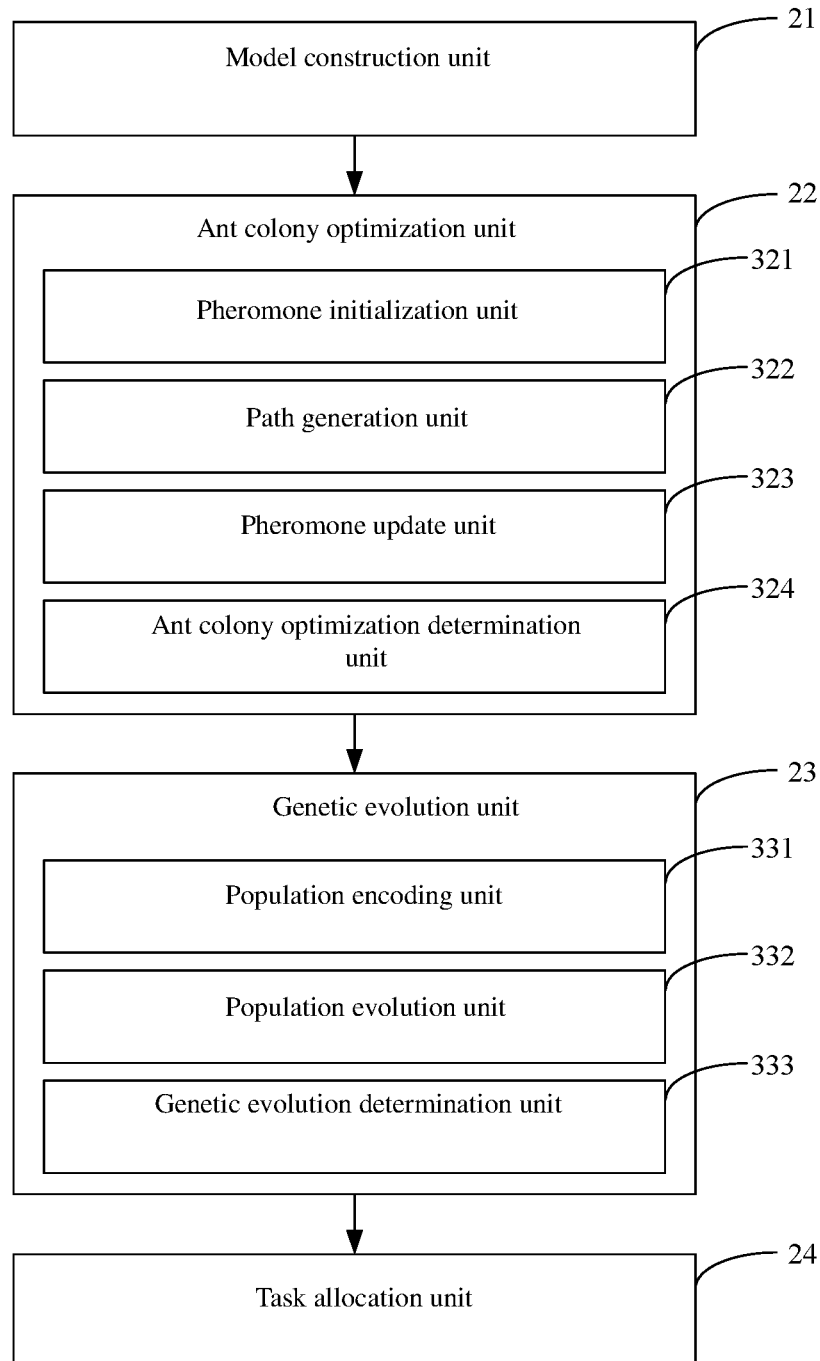 21
Model construction unit
22
Ant colony optimization unit
321
Pheromone initialization unit
322
Path generation unit
323
Pheromone update unit
324
Ant colony optimization determination
unit
23
Genetic evolution unit
331
Population encoding unit
332
Population evolution unit
333
Genetic evolution determination unit
24
Task allocation unit